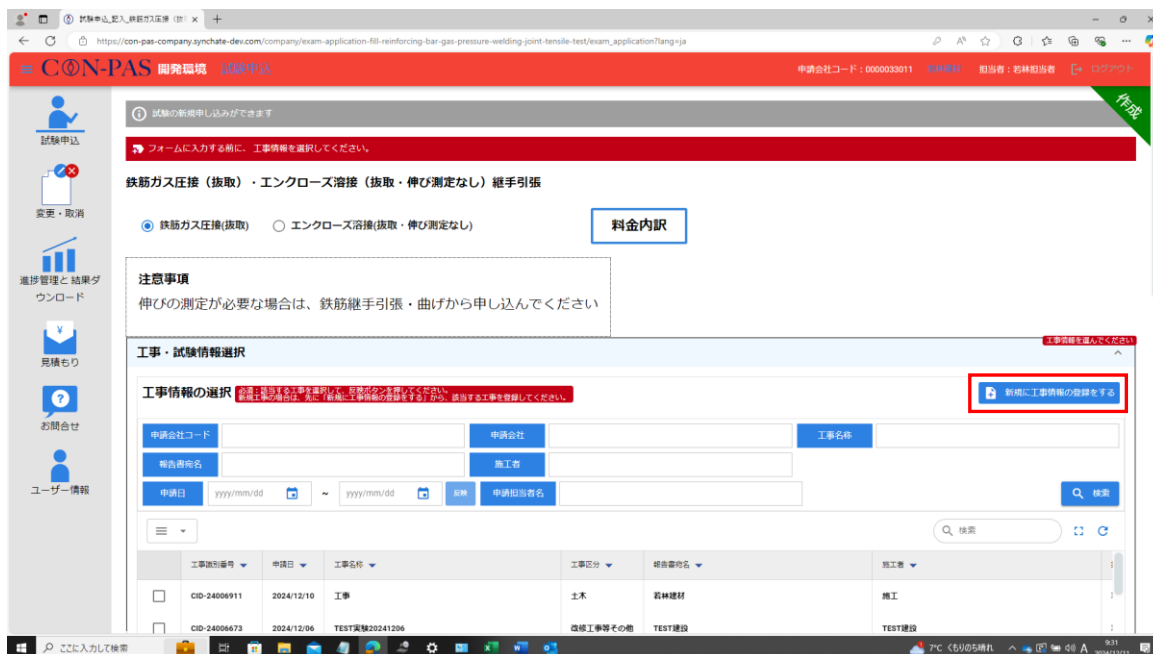 試験申込_記入_鉄筋ガス圧接（抜
https://con-pas-company.synchate-dev.com/company/exam-application-fill-reinforcing-bar-gas-pressure-welding-joint-tensile-test/exam_application?lang=ja
CON-PAS 開発環境 試験申込
申請会社コード：0000033011
担当者：若林担当者
ログアウト
作成
試験申込
変更・取消
進捗管理と結果ダ
ウンロード
見積もり
お問合せ
ユーザー情報
試験の新規申し込みができます
フォームに入力する前に、工事情報を選択してください。
鉄筋ガス圧接（抜取）・エンクローズ溶接（抜取・伸び測定なし）継手引張
鉄筋ガス圧接(抜取)
エンクローズ溶接(抜取・伸び測定なし)
料金内訳
注意事項
伸びの測定が必要な場合は、鉄筋継手引張・曲げから申し込んでください
工事情報を選んでください
工事・試験情報選択
工事情報の選択
必須：該当する工事を選択して、反映ボタンを押してください。
新規工事の場合は、先に「新規に工事情報の登録をする」から、該当する工事を登録してください。
新規に工事情報の登録をする
申請会社コード
申請会社
工事名称
報告書宛名
施工者
申請日
yyyy/mm/dd
~
yyyy/mm/dd
反映
申請担当者名
検索
検索
工事識別番号 申請日 工事名称 工事区分 報告書宛名 施工者
CID-24006911 2024/12/10 工事 土木 若林建材 施工
CID-24006673 2024/12/06 TEST実験20241206 改修工事等その他 TEST建設 TEST建設
ここに入力して検索
7°C くもりのち晴れ
A
9:31
2024/12/11